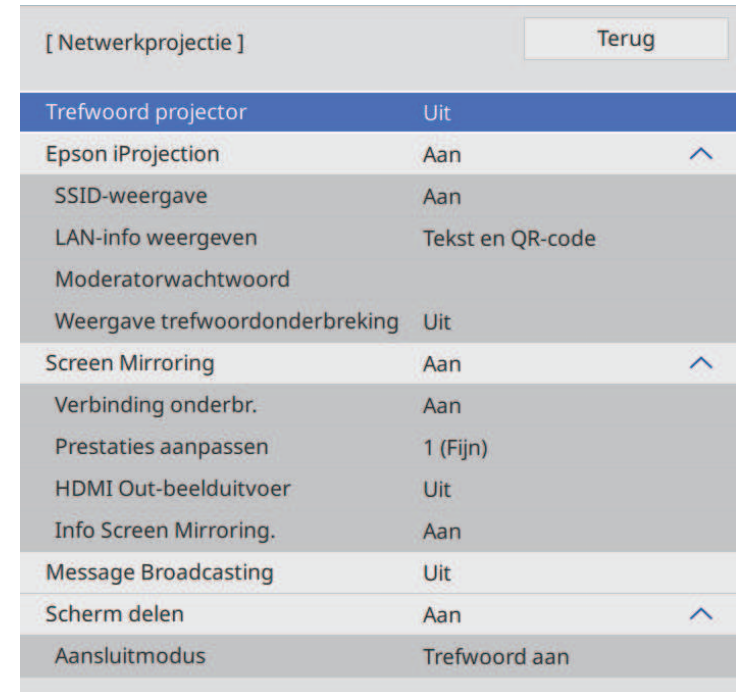 [ Netwerkprojectie ] Terug
Trefwoord projector Uit
Epson iProjection Aan
SSID-weergave Aan
LAN-info weergeven Tekst en QR-code
Moderatorwachtwoord
Weergave trefwoordonderbreking Uit
Screen Mirroring Aan
Verbinding onderbr. Aan
Prestaties aanpassen 1 (Fijn)
HDMI Out-beelduitvoer Uit
Info Screen Mirroring. Aan
Message Broadcasting Uit
Scherm delen Aan
Aansluitmodus Trefwoord aan